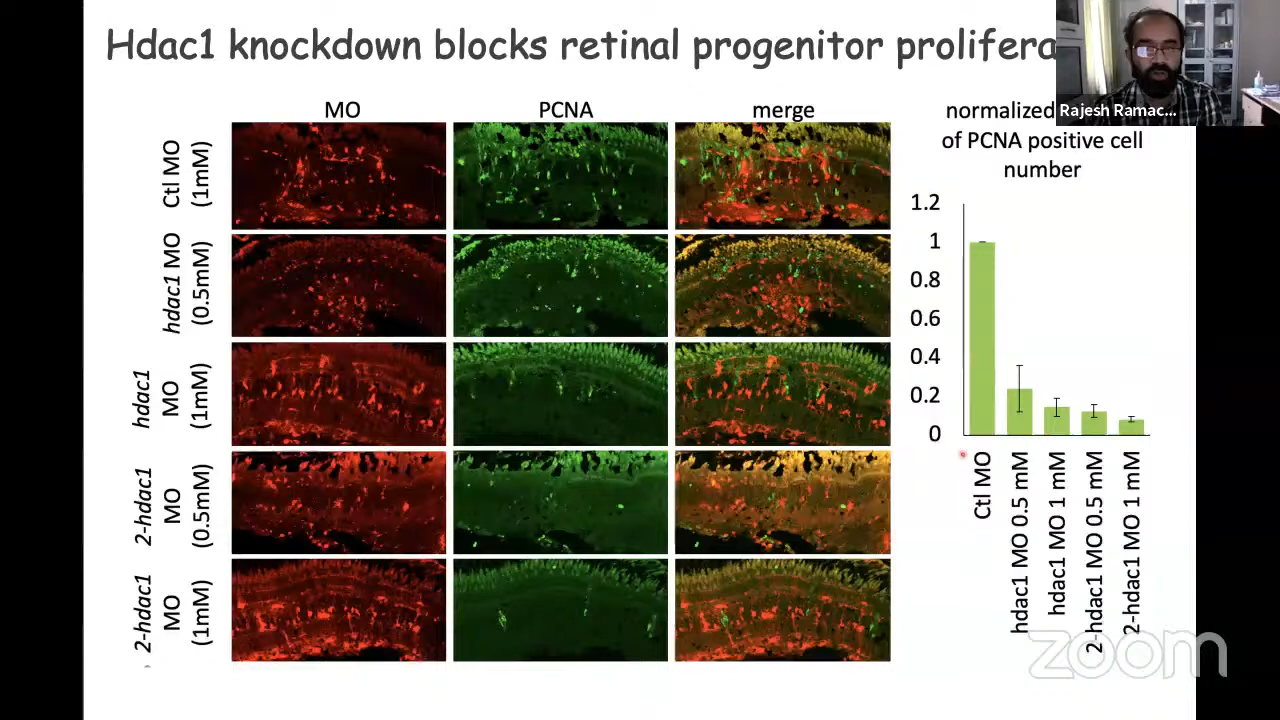 Hdac1 knockdown blocks retinal progenitor prolifera
Rajesh Ramac...
MO
PCNA
merge
normalized
of PCNA positive cell
number
Ctl MO
(1mM)
hdac1 MO
(0.5mM)
hdac1
MO
(1mM)
2-hdac1
MO
(0.5mM)
2-hdac1
MO
(1mM)
1.2
1
0.8
0.6
0.4
0.2
0
Ctl MO
hdac1 MO 0.5 mM
hdac1 MO 1 mM
2-hdac1 MO 0.5 mM
2-hdac1 MO 1 mM
zoom